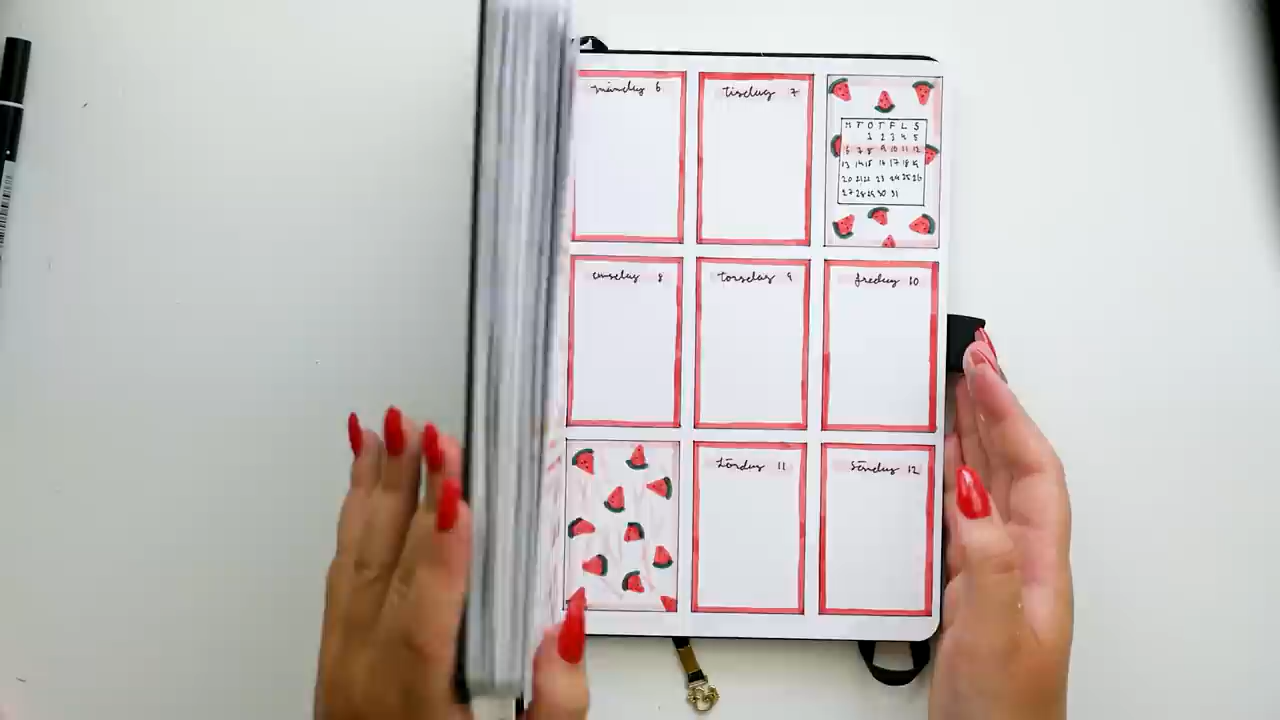 måndag 6
tisdag 7
M T O T F L S
1 2 3 4 5
6 7 8 9 10 11 12
13 14 15 16 17 18 19
20 21 22 23 24 25 26
27 28 29 30 31
onsdag 8
torsdag 9
fredag 10
lördag 11
söndag 12